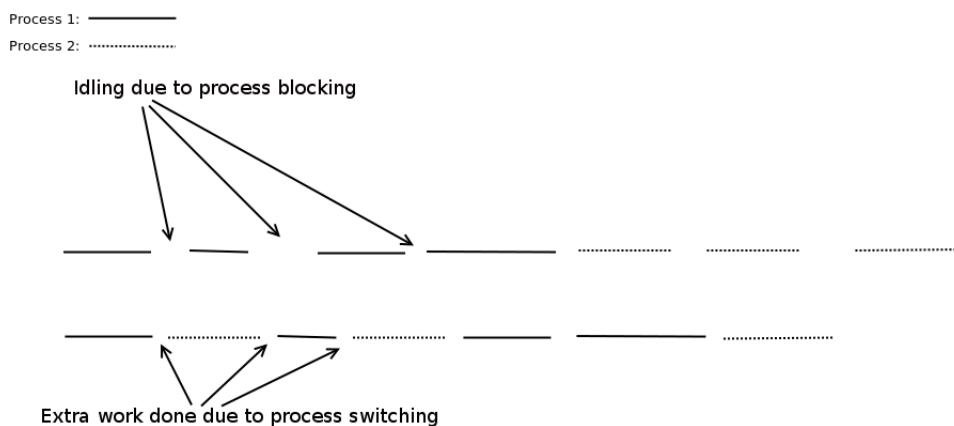 Process 1:
Process 2:
Idling due to process blocking
Extra work done due to process switching